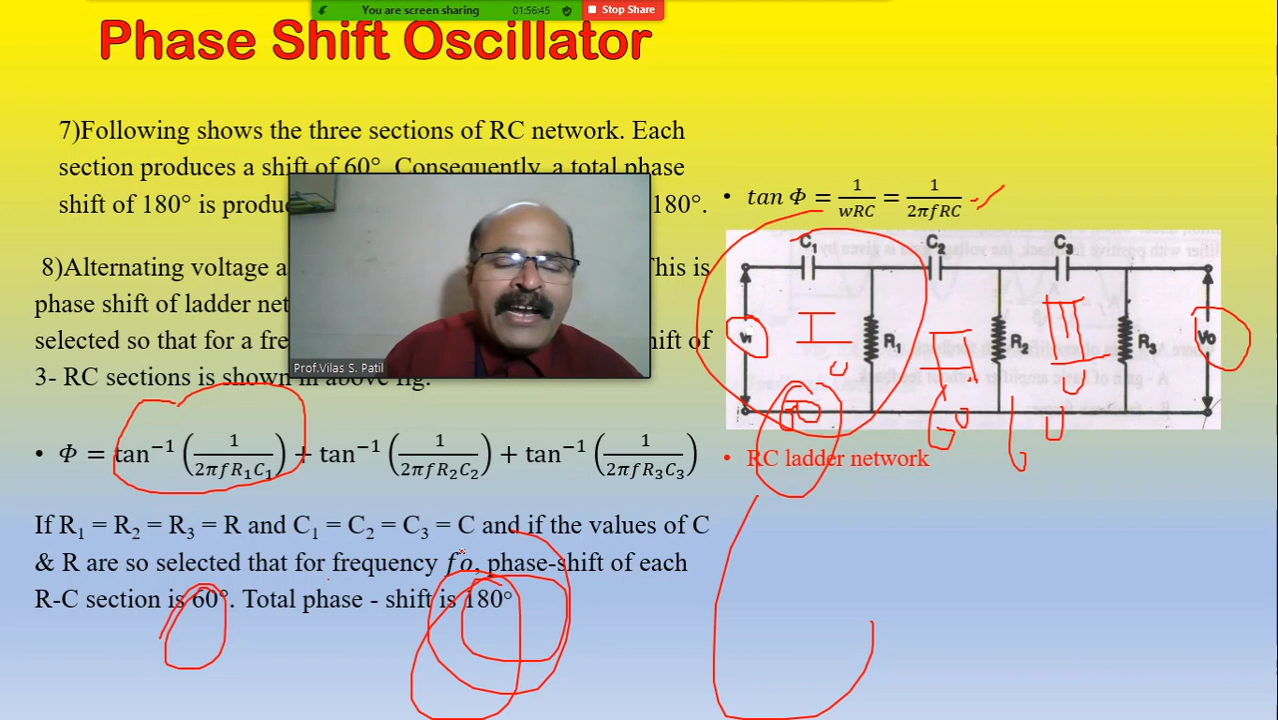 You are screen sharing 01:56:45 Stop Share
Phase Shift Oscillator
7)Following shows the three sections of RC network. Each
section produces a shift of 60°. Consequently, a total phase
shift of 180° is produ 180°.
8)Alternating voltage a This is
phase shift of ladder net
selected so that for a fre hift of
3- RC sections is shown in above fig.
Prof.Vilas S. Patil
• Φ = tan⁻¹ (1/2πfR₁C₁) + tan⁻¹ (1/2πfR₂C₂) + tan⁻¹ (1/2πfR₃C₃)
If R₁ = R₂ = R₃ = R and C₁ = C₂ = C₃ = C and if the values of C
& R are so selected that for frequency fo, phase-shift of each
R-C section is 60°. Total phase - shift is 180°
• tan Φ = 1/wRC = 1/2πfRC
C₁ C₂ C₃
V₁ I R₁ II R₂ III R₃ Vo
60 60 60
• RC ladder network